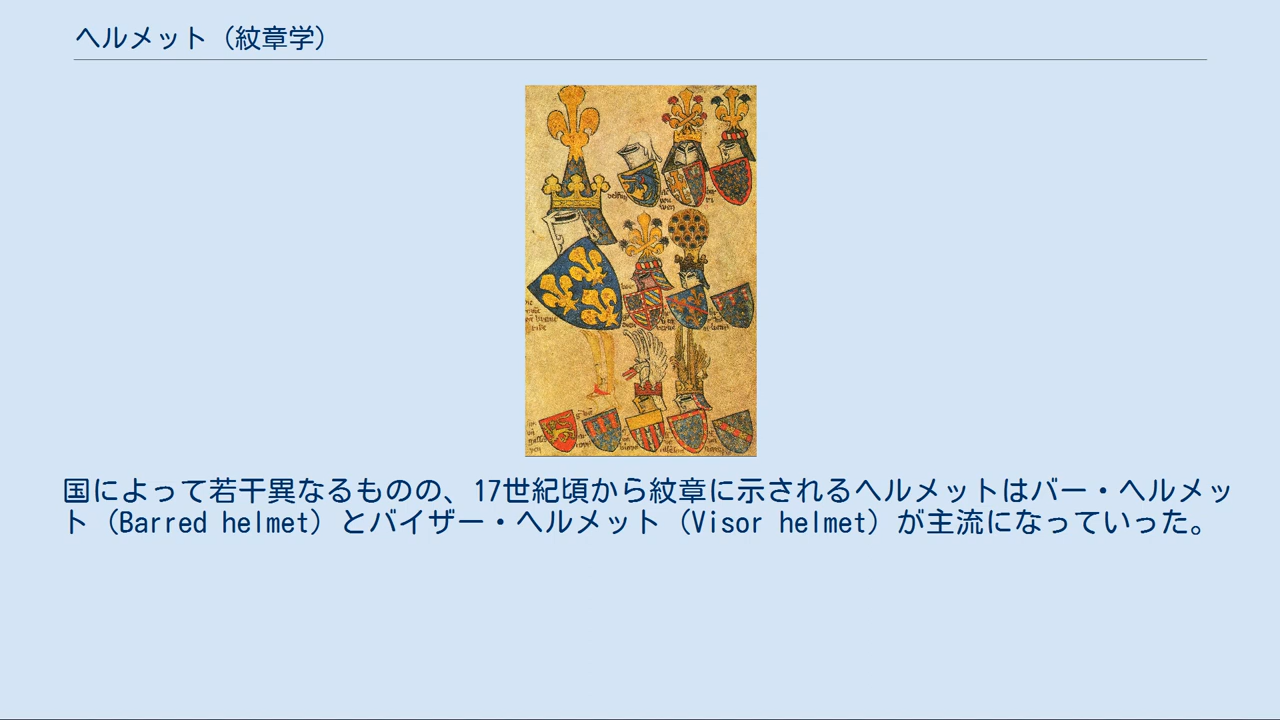 ヘルメット（紋章学）
国によって若干異なるものの、17世紀頃から紋章に示されるヘルメットはバー・ヘルメッ
ト（Barred helmet）とバイザー・ヘルメット（Visor helmet）が主流になっていった。